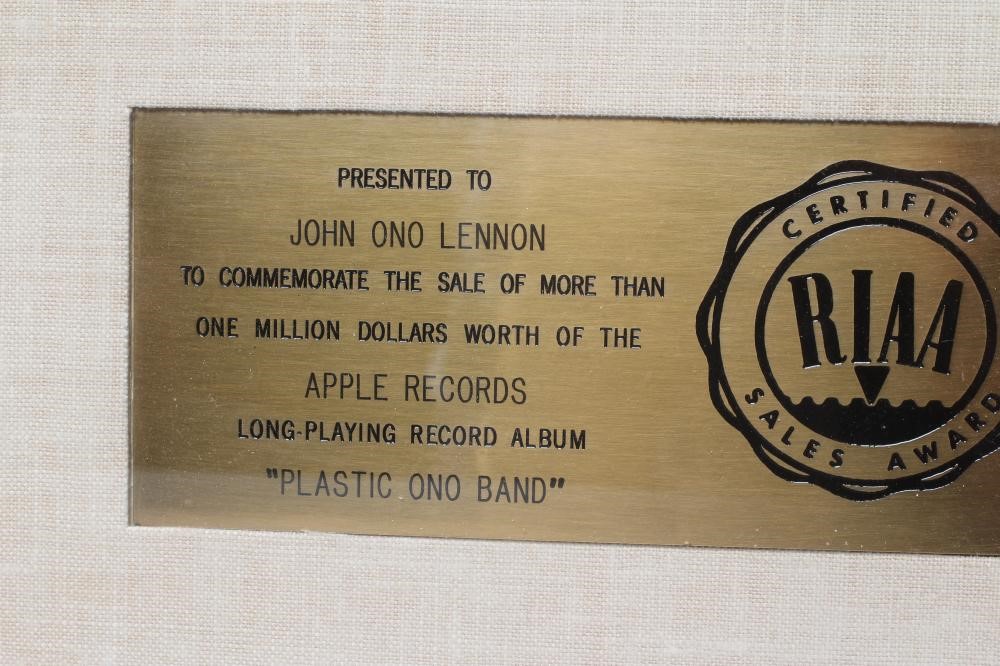 PRESENTED TO
JOHN ONO LENNON
TO COMMEMORATE THE SALE OF MORE THAN
ONE MILLION DOLLARS WORTH OF THE
APPLE RECORDS
LONG-PLAYING RECORD ALBUM
"PLASTIC ONO BAND"
CERTIFIED
RIAA
SALES AWARD